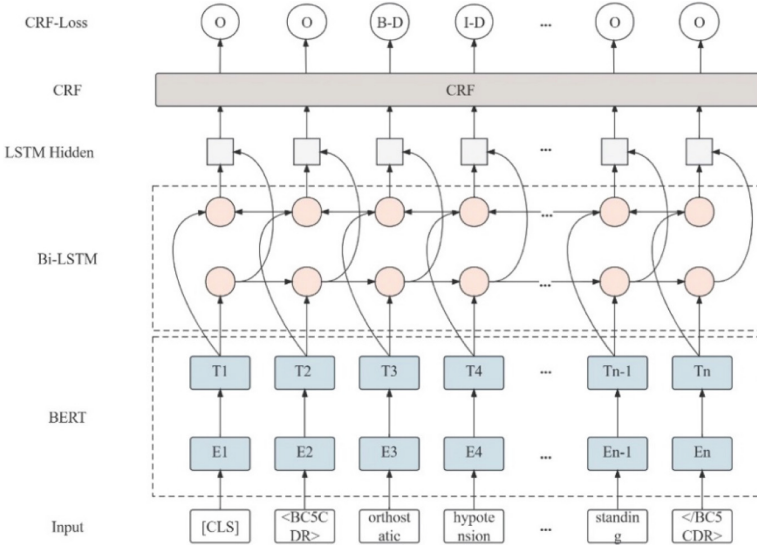 CRF-Loss O O B-D I-D ... O O
CRF CRF
LSTM Hidden ...
... 
Bi-LSTM
...
T1 T2 T3 T4 ... Tn-1 Tn
BERT
E1 E2 E3 E4 ... En-1 En
Input [CLS] <BC5C orthost hypote ... standin </BC5
DR> atic nsion g CDR>